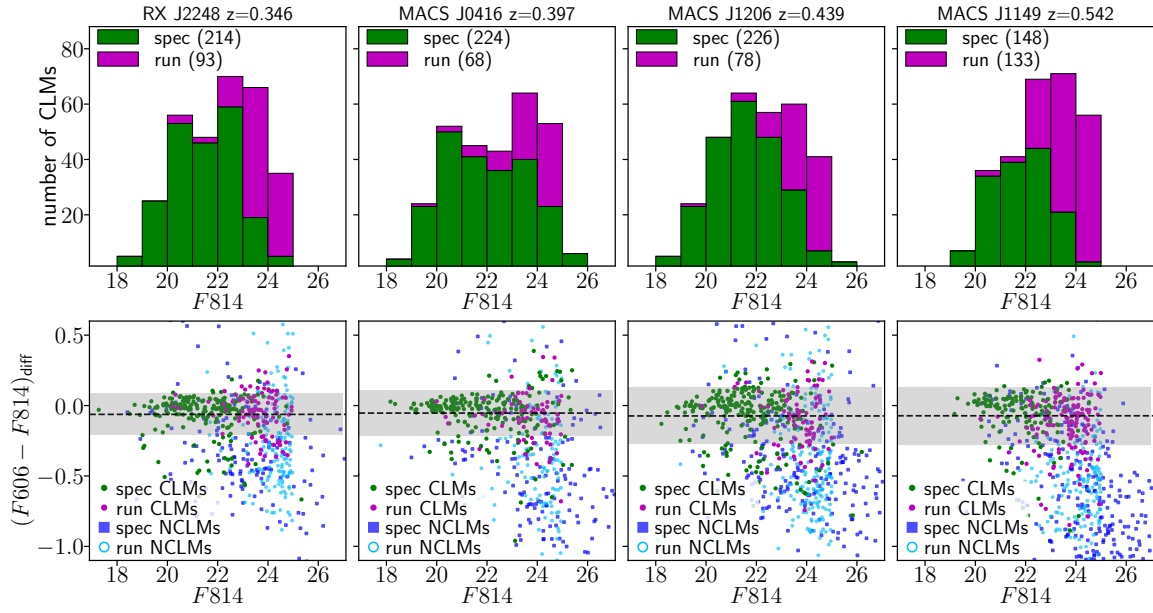 RX J2248 z=0.346
MACS J0416 z=0.397
MACS J1206 z=0.439
MACS J1149 z=0.542
number of CLMs
80
60
40
20
spec (214)
run (93)
spec (224)
run (68)
spec (226)
run (78)
spec (148)
run (133)
18 20 22 24 26
18 20 22 24 26
18 20 22 24 26
18 20 22 24 26
F814
F814
F814
F814
(F606 − F814)diff
0.5
0.0
−0.5
−1.0
spec CLMs
run CLMs
spec NCLMs
run NCLMs
spec CLMs
run CLMs
spec NCLMs
run NCLMs
spec CLMs
run CLMs
spec NCLMs
run NCLMs
spec CLMs
run CLMs
spec NCLMs
run NCLMs
18 20 22 24 26
18 20 22 24 26
18 20 22 24 26
18 20 22 24 26
F814
F814
F814
F814